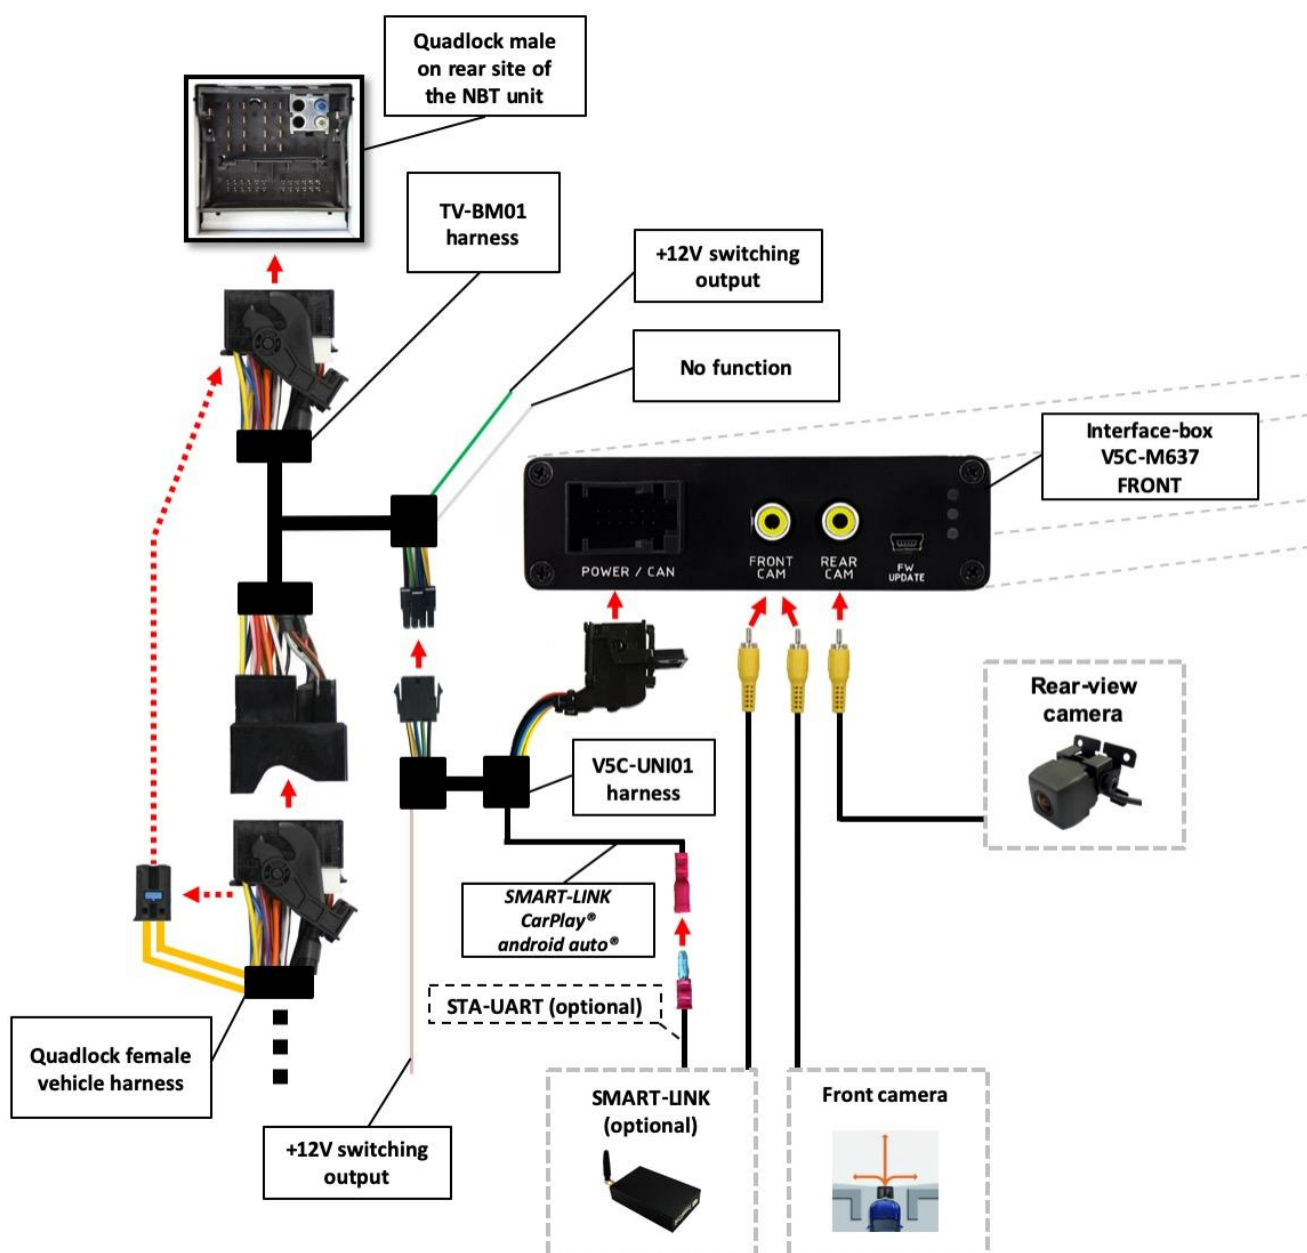 Quadlock male
on rear site of
the NBT unit
TV-BM01
harness
+12V switching
output
No function
Interface-box
V5C-M637
FRONT
POWER / CAN
FRONT
CAM
REAR
CAM
FW
UPDATE
Rear-view
camera
V5C-UNI01
harness
SMART-LINK
CarPlay®
android auto®
STA-UART (optional)
Quadlock female
vehicle harness
+12V switching
output
SMART-LINK
(optional)
Front camera